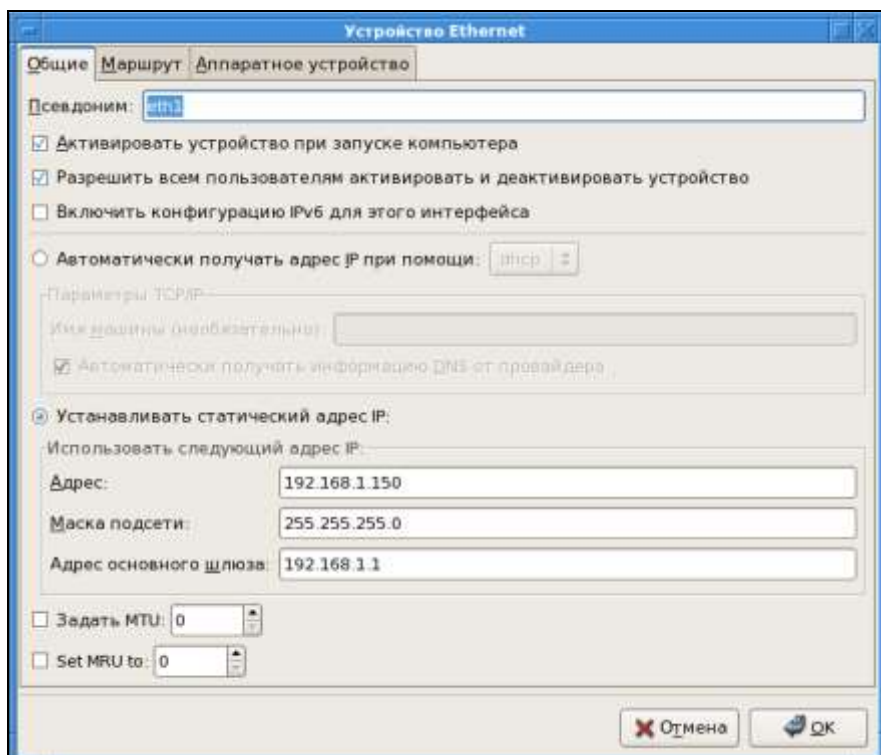 Устройство Ethernet
Общие Маршрут Аппаратное устройство
Псевдоним: eth1
Активировать устройство при запуске компьютера
Разрешить всем пользователям активировать и деактивировать устройство
Включить конфигурацию IPv6 для этого интерфейса
Автоматически получать адрес IP при помощи: dhcp
Параметры TCP/IP
Имя машины (необязательно):
Автоматически получать информацию DNS от провайдера
Устанавливать статический адрес IP:
Использовать следующий адрес IP:
Адрес: 192.168.1.150
Маска подсети: 255.255.255.0
Адрес основного шлюза: 192.168.1.1
Задать MTU: 0
Set MRU to: 0
Отмена OK